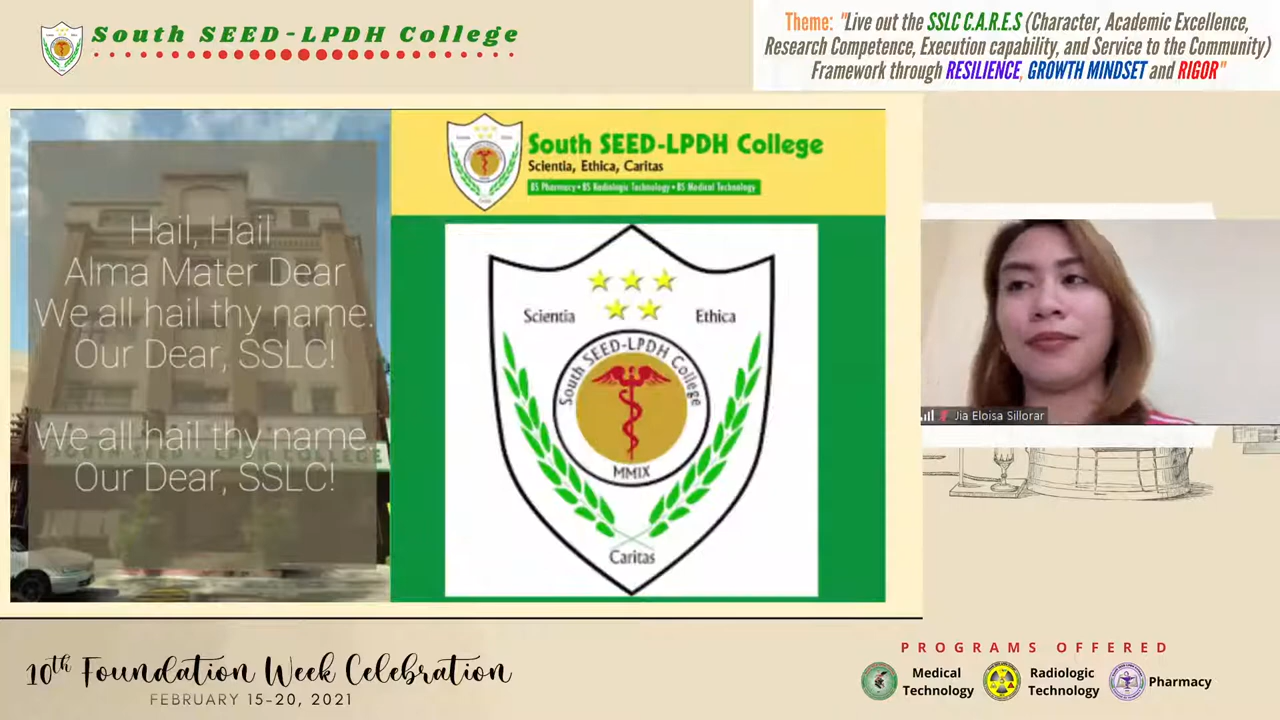 South SEED-LPDH College
Theme: "Live out the SSLC C.A.R.E.S (Character, Academic Excellence,
Research Competence, Execution capability, and Service to the Community)
Framework through RESILIENCE, GROWTH MINDSET and RIGOR"
Hail, Hail
Alma Mater Dear
We all hail thy name.
Our Dear, SSLC!
We all hail thy name.
Our Dear, SSLC!
SOUTH SEED LPDH COLLEGE
South SEED-LPDH College
Scientia, Ethica, Caritas
BS Pharmacy • BS Radiologic Technology • BS Medical Technology
Scientia
Ethica
South SEED-LPDH College
MMIX
Caritas
Jia Eloisa Sillorar
10th Foundation Week Celebration
FEBRUARY 15-20, 2021
PROGRAMS OFFERED
Medical
Technology
Radiologic
Technology
Pharmacy